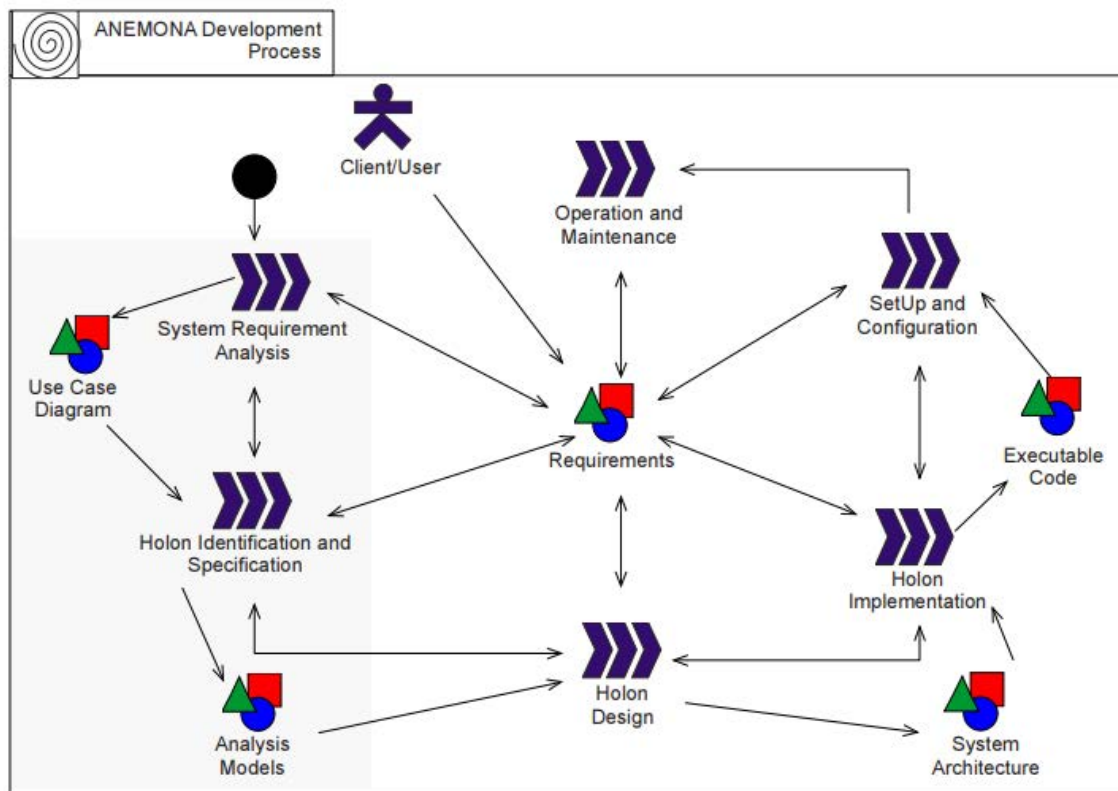 ANEMONA Development
Process
Client/User
Operation and
Maintenance
SetUp and
Configuration
System Requirement
Analysis
Use Case
Diagram
Requirements
Executable
Code
Holon Identification and
Specification
Holon
Implementation
Holon
Design
Analysis
Models
System
Architecture